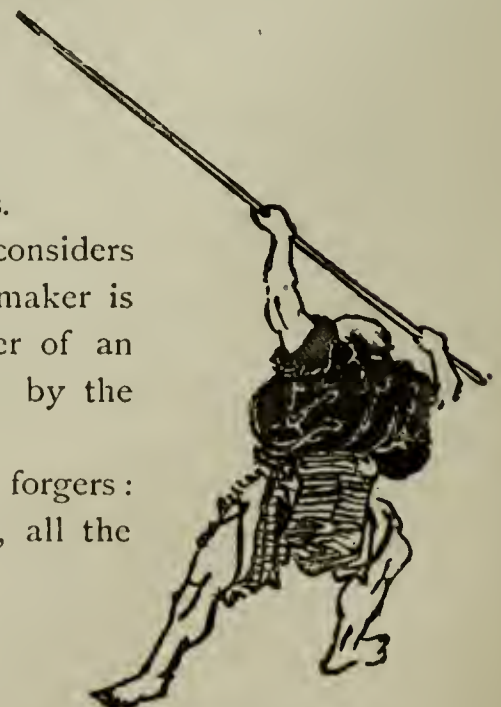 s.
considers
maker is
er of an
by the
forgers :
, all the